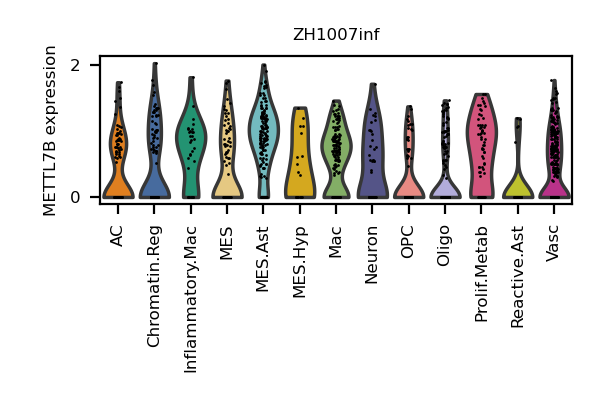 ZH1007inf
METTL7B expression
2
0
AC
Chromatin.Reg
Inflammatory.Mac
MES
MES.Ast
MES.Hyp
Mac
Neuron
OPC
Oligo
Prolif.Metab
Reactive.Ast
Vasc